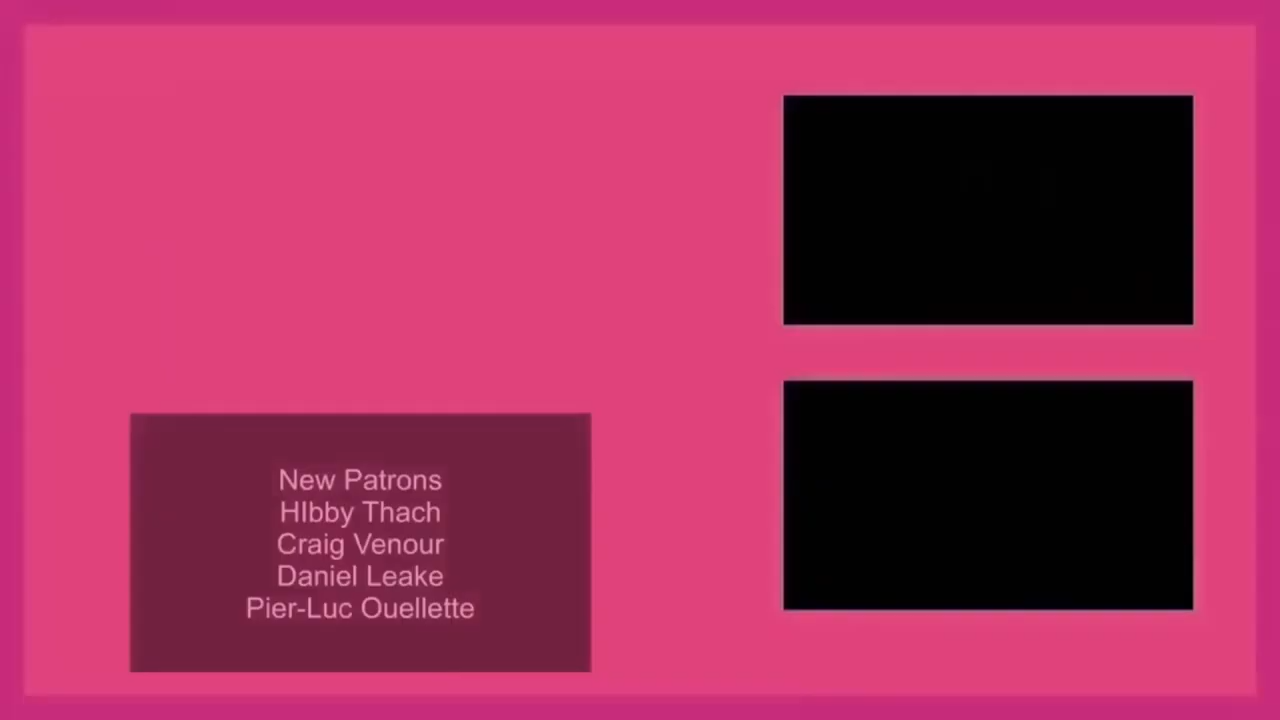 New Patrons
HIbby Thach
Craig Venour
Daniel Leake
Pier-Luc Ouellette